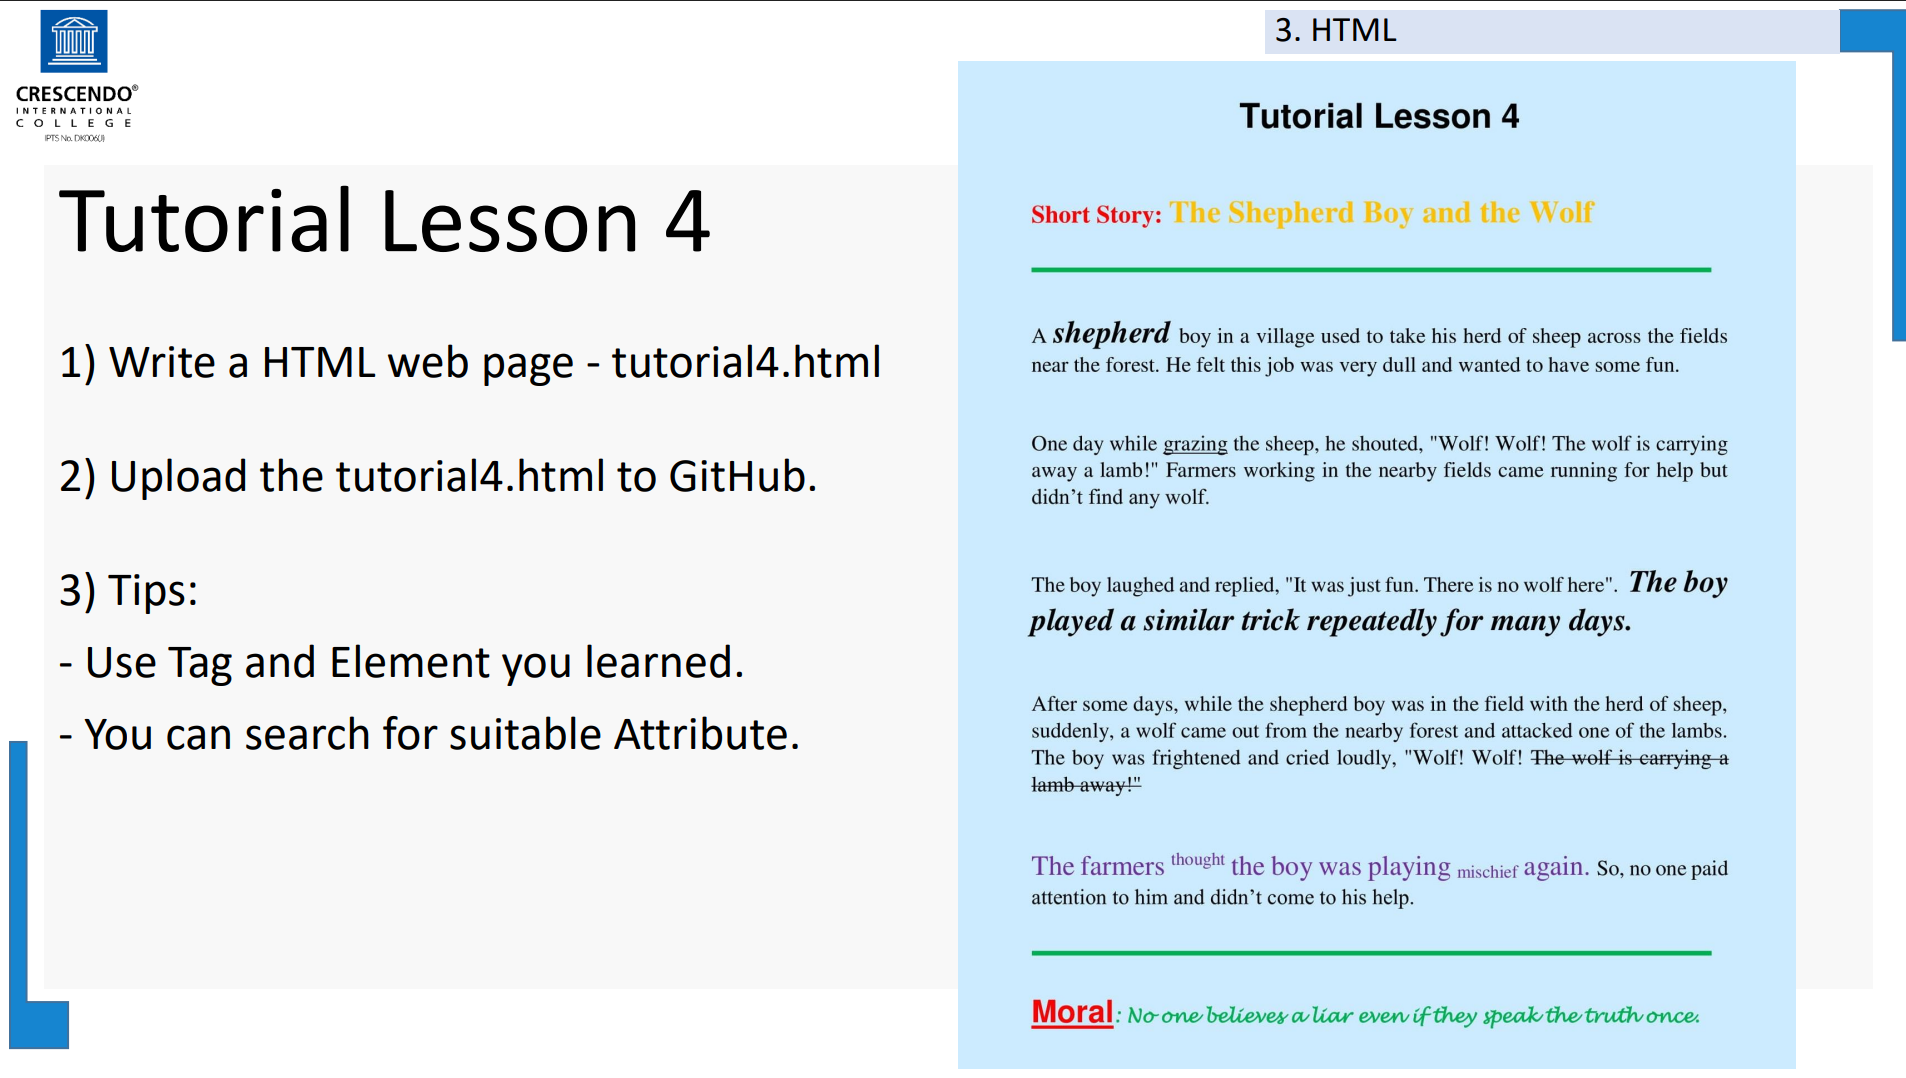 CRESCENDO®
INTERNATIONAL
COLLEGE
IPTS No. DK006(J)
3. HTML
Tutorial Lesson 4
1) Write a HTML web page - tutorial4.html
2) Upload the tutorial4.html to GitHub.
3) Tips:
- Use Tag and Element you learned.
- You can search for suitable Attribute.
Tutorial Lesson 4
Short Story: The Shepherd Boy and the Wolf
A shepherd boy in a village used to take his herd of sheep across the fields
near the forest. He felt this job was very dull and wanted to have some fun.
One day while grazing the sheep, he shouted, "Wolf! Wolf! The wolf is carrying
away a lamb!" Farmers working in the nearby fields came running for help but
didn’t find any wolf.
The boy laughed and replied, "It was just fun. There is no wolf here". The boy
played a similar trick repeatedly for many days.
After some days, while the shepherd boy was in the field with the herd of sheep,
suddenly, a wolf came out from the nearby forest and attacked one of the lambs.
The boy was frightened and cried loudly, "Wolf! Wolf! The wolf is carrying a
lamb away!"
The farmers thought the boy was playing mischief again. So, no one paid
attention to him and didn’t come to his help.
Moral: No one believes a liar even if they speak the truth once.